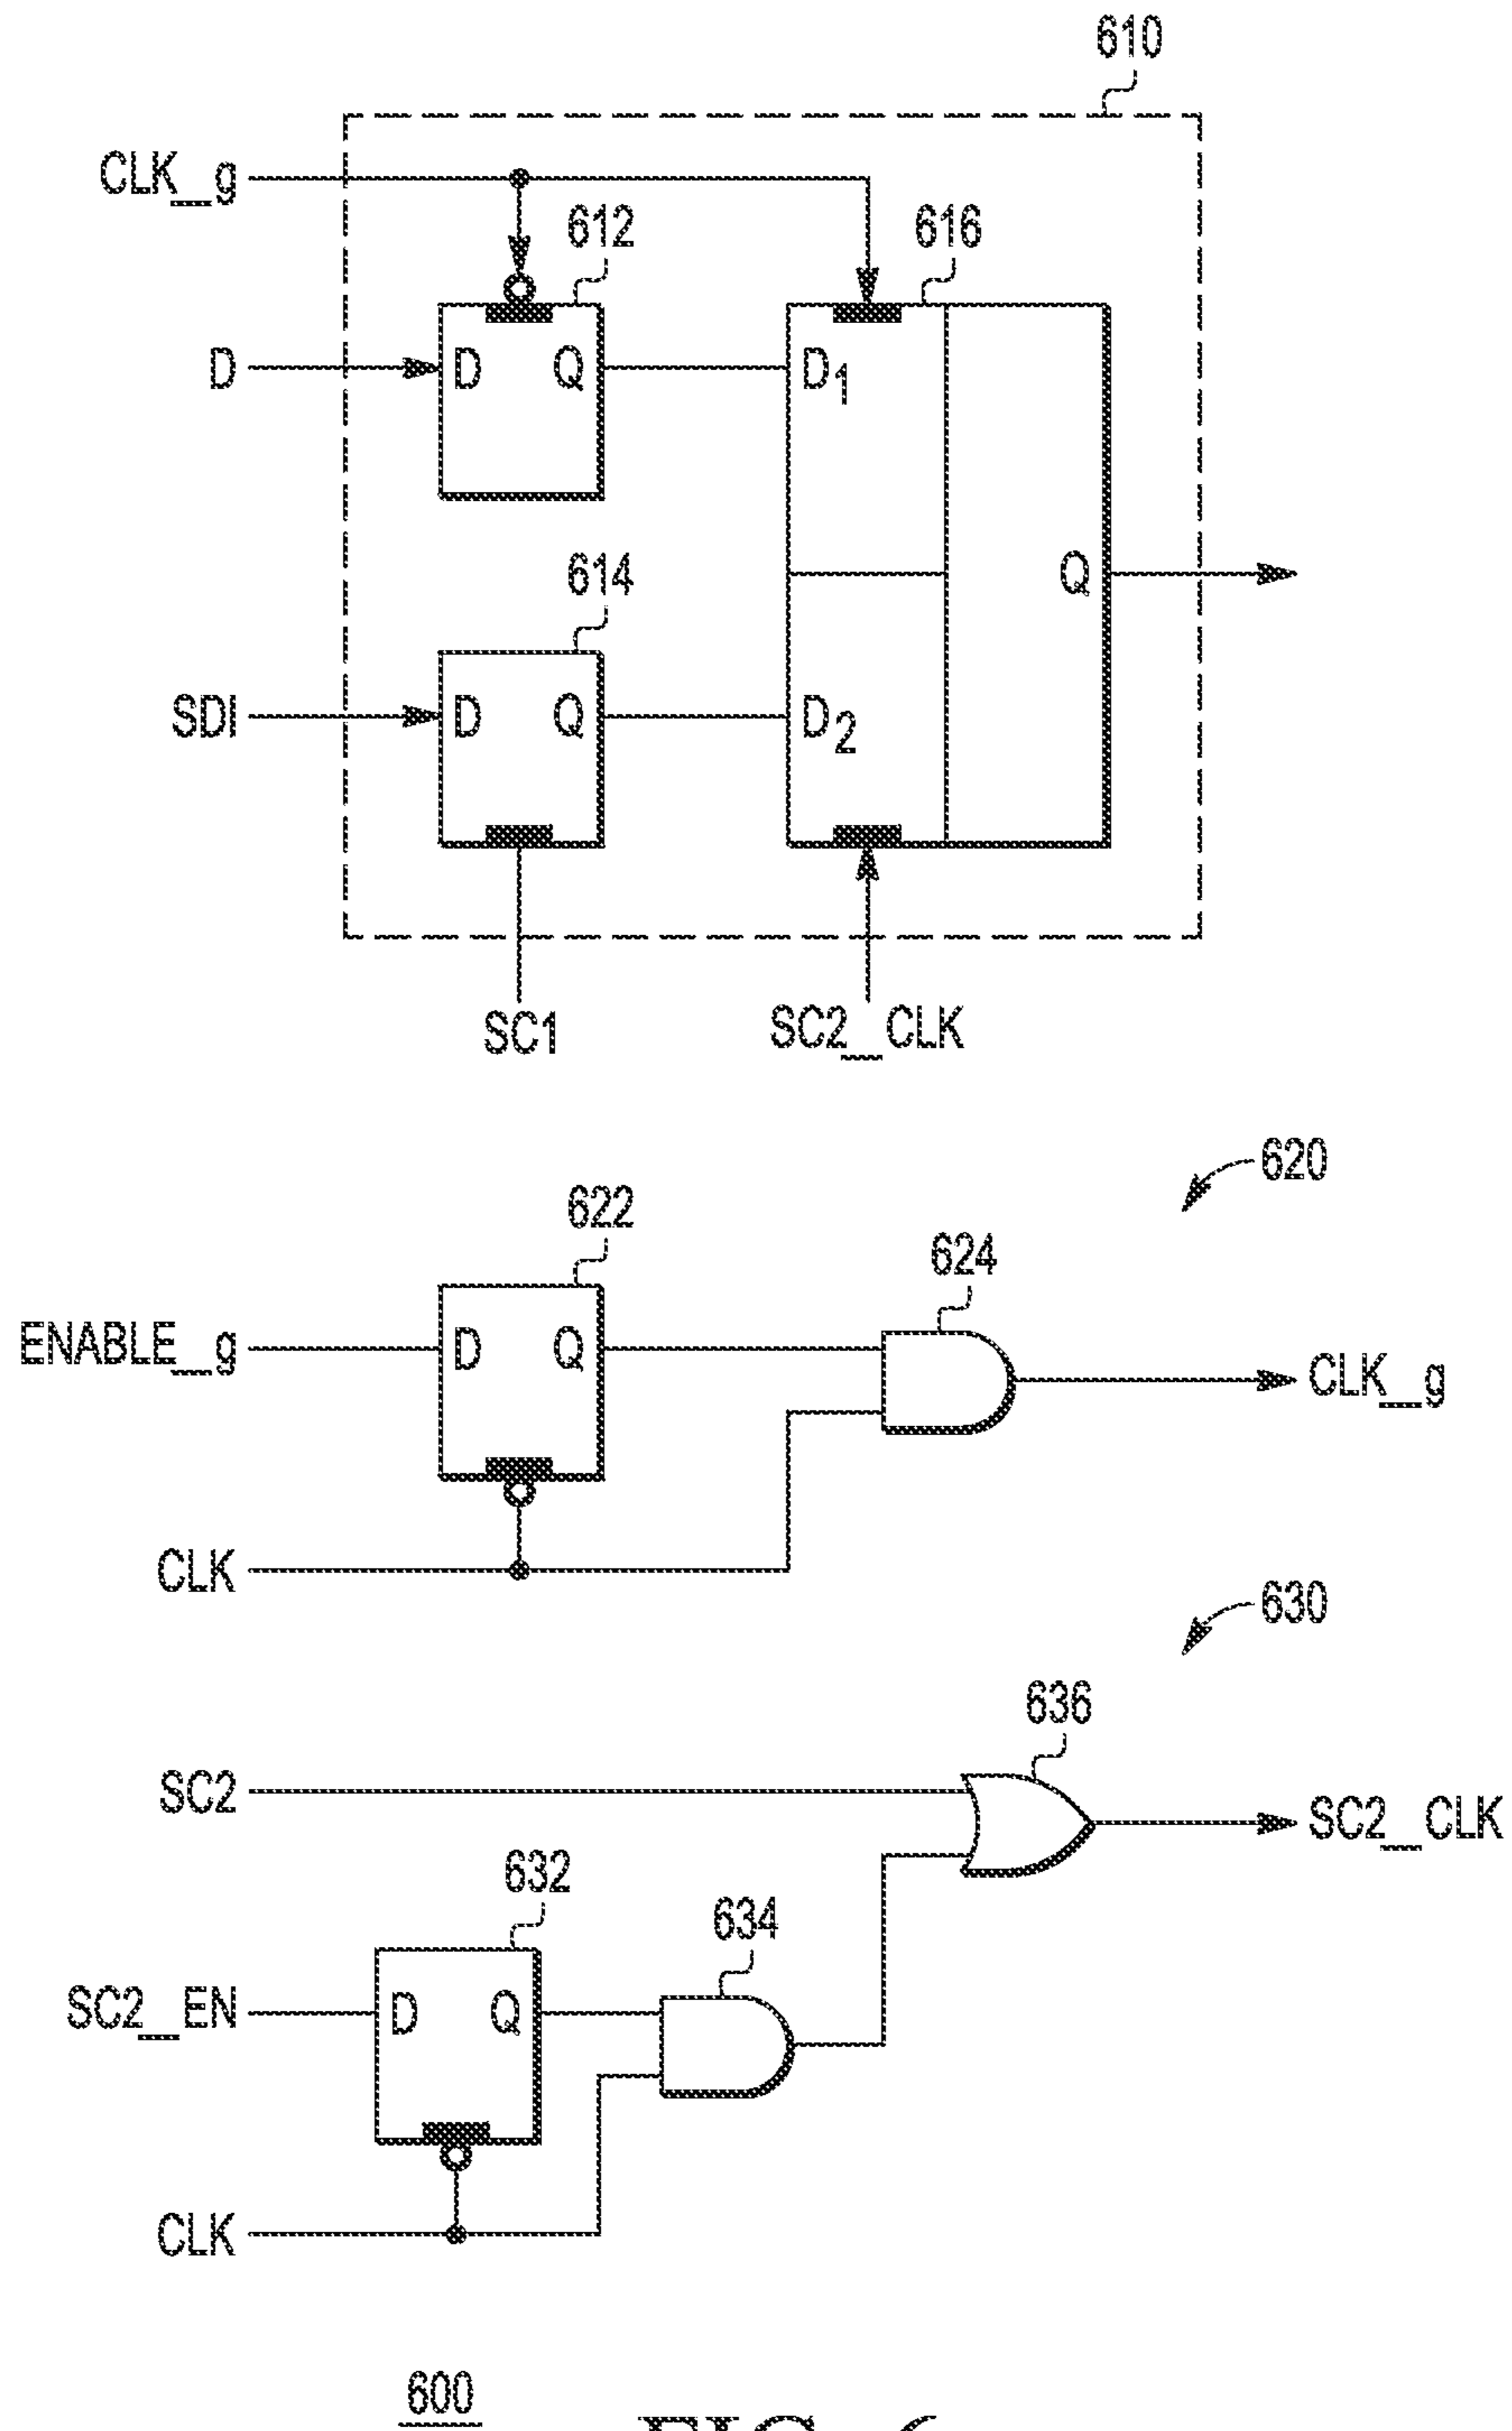 610
CLK_g
612
616
D
D Q
D1
614
Q
SDI
D Q
D2
SC1
SC2_CLK
620
622
624
ENABLE_g
D Q
CLK_g
CLK
630
636
SC2
SC2_CLK
632
634
SC2_EN
D Q
CLK
600